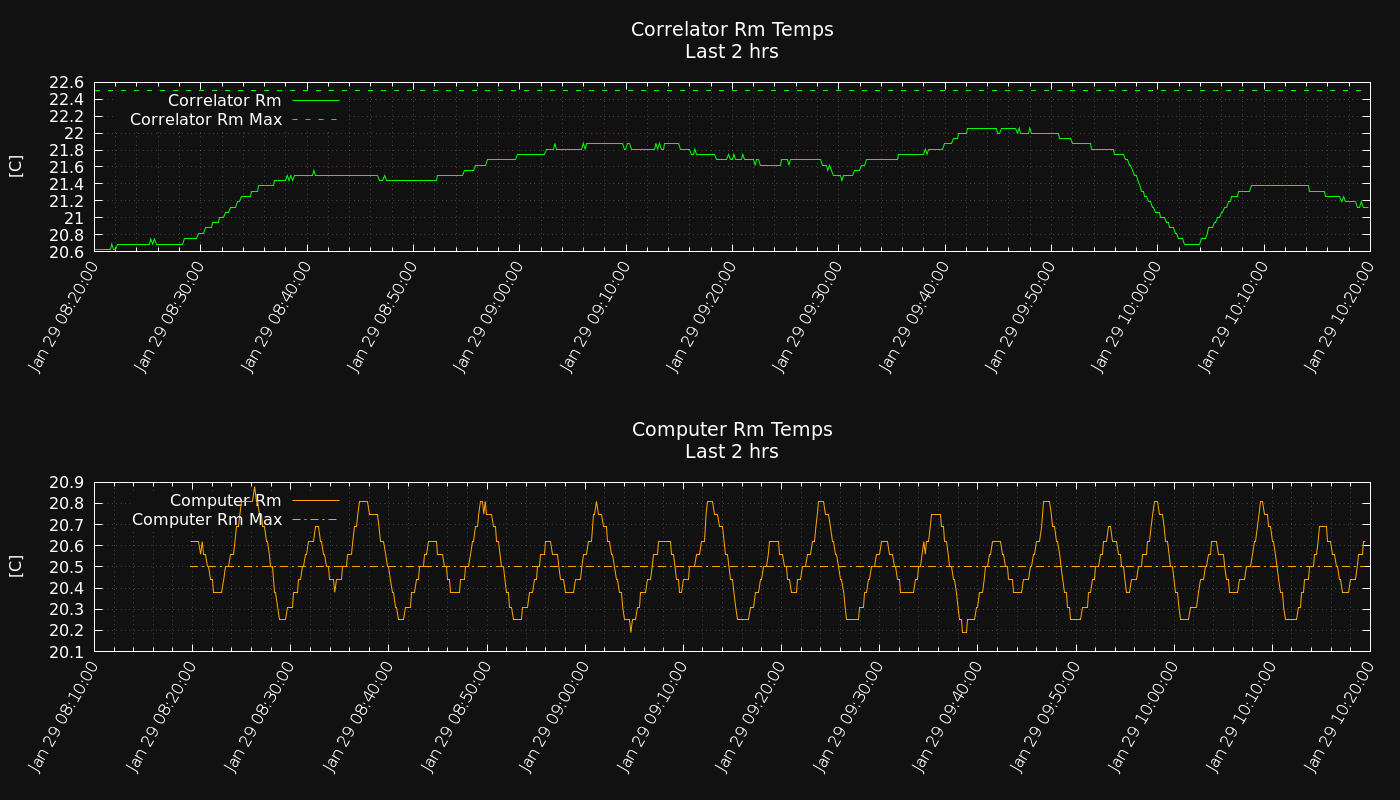 Correlator Rm Temps
Last 2 hrs
22.6
22.4
22.2
22
21.8
21.6
21.4
21.2
21
20.8
20.6
[C]
Correlator Rm
Correlator Rm Max
Jan 29 08:20:00
Jan 29 08:30:00
Jan 29 08:40:00
Jan 29 08:50:00
Jan 29 09:00:00
Jan 29 09:10:00
Jan 29 09:20:00
Jan 29 09:30:00
Jan 29 09:40:00
Jan 29 09:50:00
Jan 29 10:00:00
Jan 29 10:10:00
Jan 29 10:20:00
Computer Rm Temps
Last 2 hrs
20.9
20.8
20.7
20.6
20.5
20.4
20.3
20.2
20.1
[C]
Computer Rm
Computer Rm Max
Jan 29 08:10:00
Jan 29 08:20:00
Jan 29 08:30:00
Jan 29 08:40:00
Jan 29 08:50:00
Jan 29 09:00:00
Jan 29 09:10:00
Jan 29 09:20:00
Jan 29 09:30:00
Jan 29 09:40:00
Jan 29 09:50:00
Jan 29 10:00:00
Jan 29 10:10:00
Jan 29 10:20:00